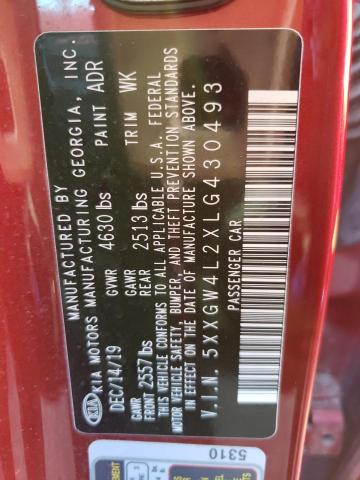 MANUFACTURED BY
KIA KIA MOTORS MANUFACTURING GEORGIA, INC.
DEC/14/19 GVWR 4630 lbs PAINT ADR
GAWR FRONT 2557 lbs GAWR REAR 2513 lbs TRIM WK
THIS VEHICLE CONFORMS TO ALL APPLICABLE U.S.A. FEDERAL
MOTOR VEHICLE SAFETY, BUMPER, AND THEFT PREVENTION STANDARDS
IN EFFECT ON THE DATE OF MANUFACTURE SHOWN ABOVE.
V.I.N. 5XXGW4L2XLG430493
PASSENGER CAR
5310